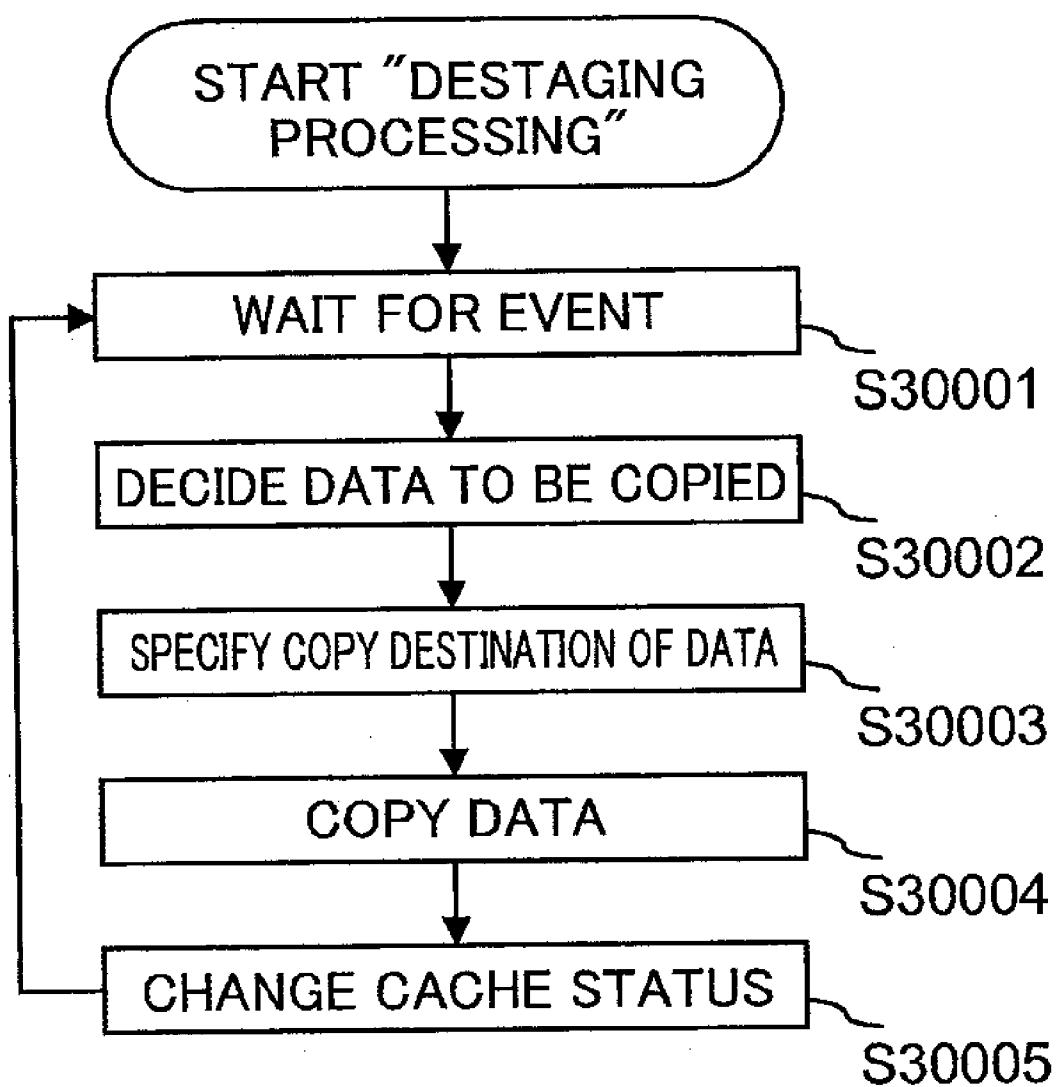 START "DESTAGING
PROCESSING"
WAIT FOR EVENT
S30001
DECIDE DATA TO BE COPIED
S30002
SPECIFY COPY DESTINATION OF DATA
S30003
COPY DATA
S30004
CHANGE CACHE STATUS
S30005